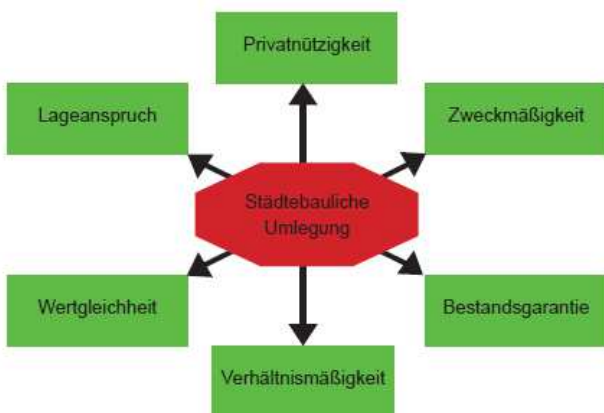 Privatnützigkeit
Lageanspruch
Zweckmäßigkeit
Städtebauliche
Umlegung
Wertgleichheit
Bestandsgarantie
Verhältnismäßigkeit